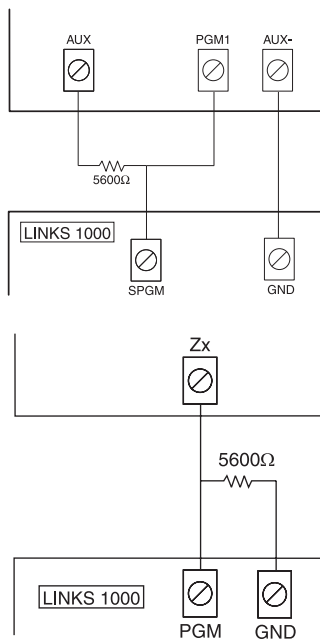 AUX PGM1 AUX-
5600Ω
LINKS 1000
SPGM GND
Zx
5600Ω
LINKS 1000
PGM GND